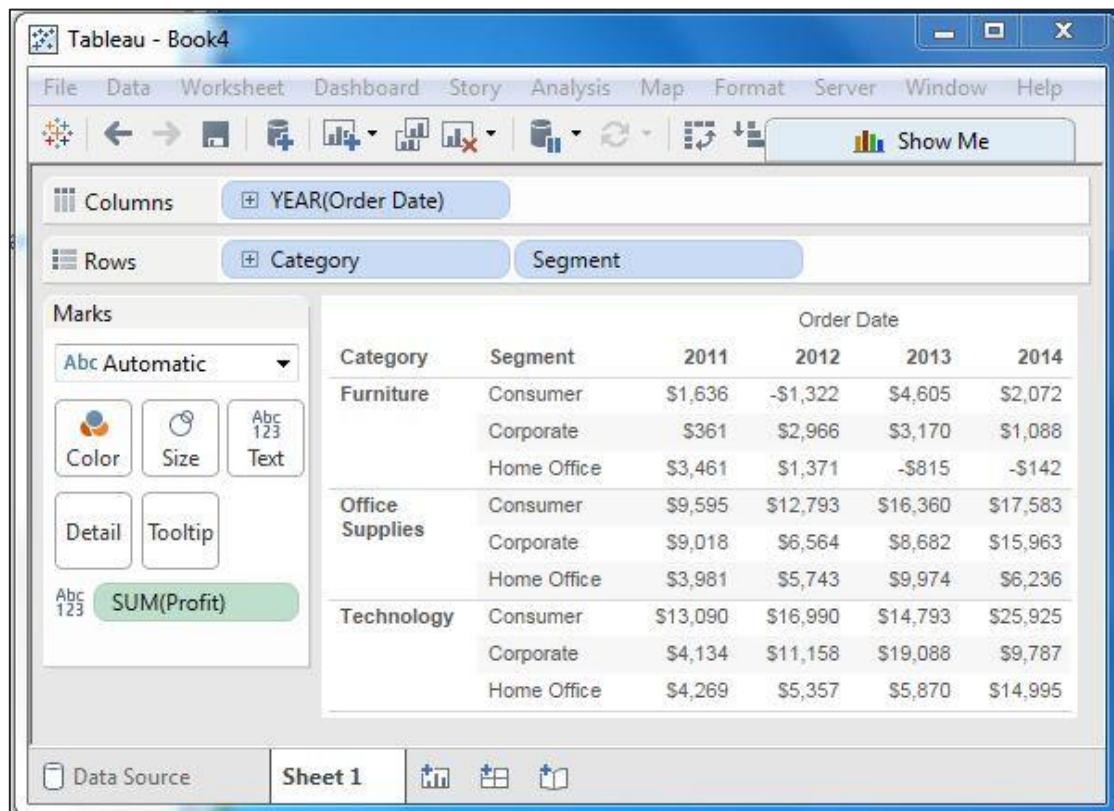 Tableau - Book4
File Data Worksheet Dashboard Story Analysis Map Format Server Window Help
Show Me
Columns YEAR(Order Date)
Rows Category Segment
Marks
Abc Automatic
Color Size Abc 123 Text
Detail Tooltip
Abc 123 SUM(Profit)
Order Date
Category Segment 2011 2012 2013 2014
Furniture Consumer $1,636 -$1,322 $4,605 $2,072
Corporate $361 $2,966 $3,170 $1,088
Home Office $3,461 $1,371 -$815 -$142
Office Supplies Consumer $9,595 $12,793 $16,360 $17,583
Corporate $9,018 $6,564 $8,682 $15,963
Home Office $3,981 $5,743 $9,974 $6,236
Technology Consumer $13,090 $16,990 $14,793 $25,925
Corporate $4,134 $11,158 $19,088 $9,787
Home Office $4,269 $5,357 $5,870 $14,995
Data Source Sheet 1